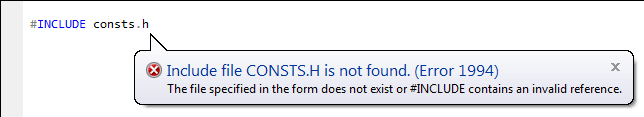 #INCLUDE consts.h
Include file CONSTS.H is not found. (Error 1994)
The file specified in the form does not exist or #INCLUDE contains an invalid reference.